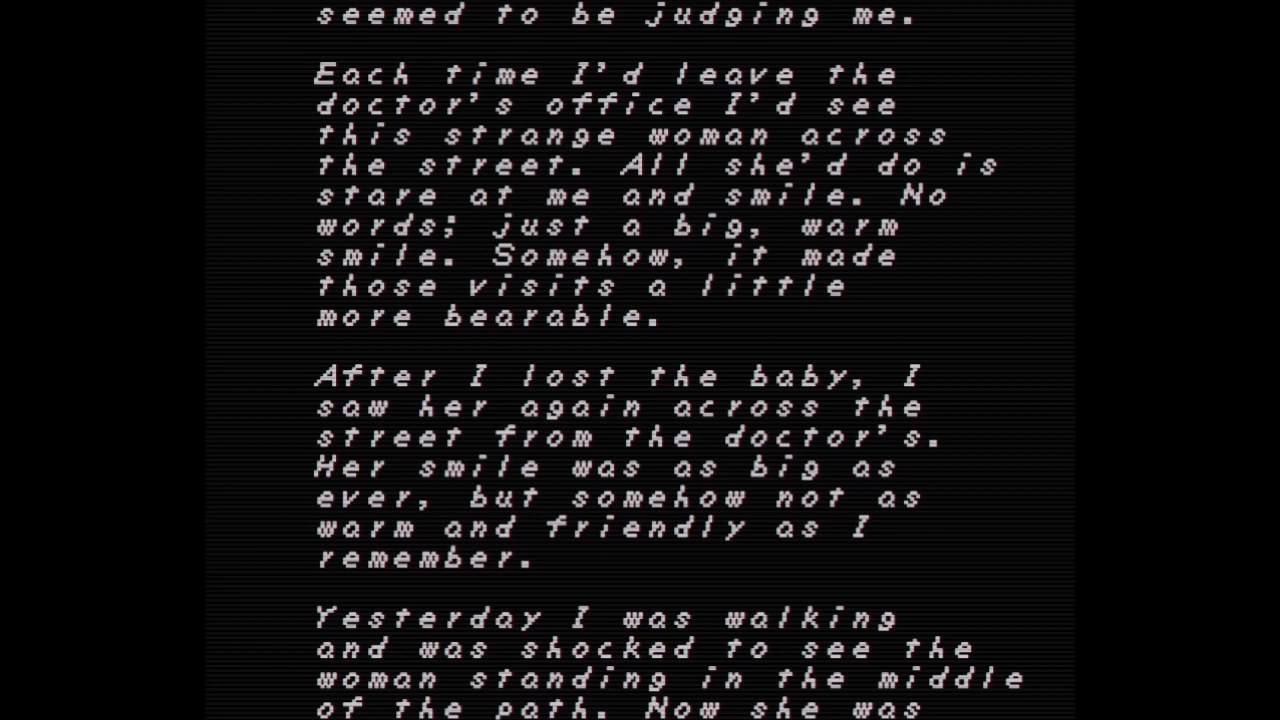 seemed to be judging me.
Each time I'd leave the
doctor's office I'd see
this strange woman across
the street. All she'd do is
stare at me and smile. No
words; just a big, warm
smile. Somehow, it made
those visits a little
more bearable.
After I lost the baby, I
saw her again across the
street from the doctor's.
Her smile was as big as
ever, but somehow not as
warm and friendly as I
remember.
Yesterday I was walking
and was shocked to see the
woman standing in the middle
of the path. Now she was